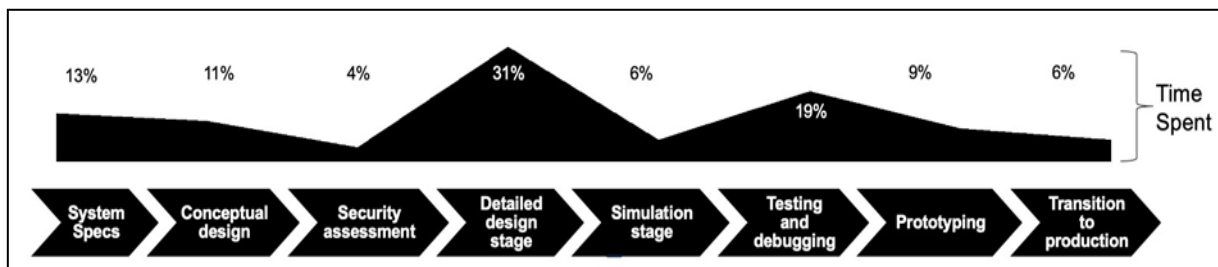 13%
11%
4%
31%
6%
19%
9%
6%
Time
Spent
System
Specs
Conceptual
design
Security
assessment
Detailed
design
stage
Simulation
stage
Testing
and
debugging
Prototyping
Transition
to
production